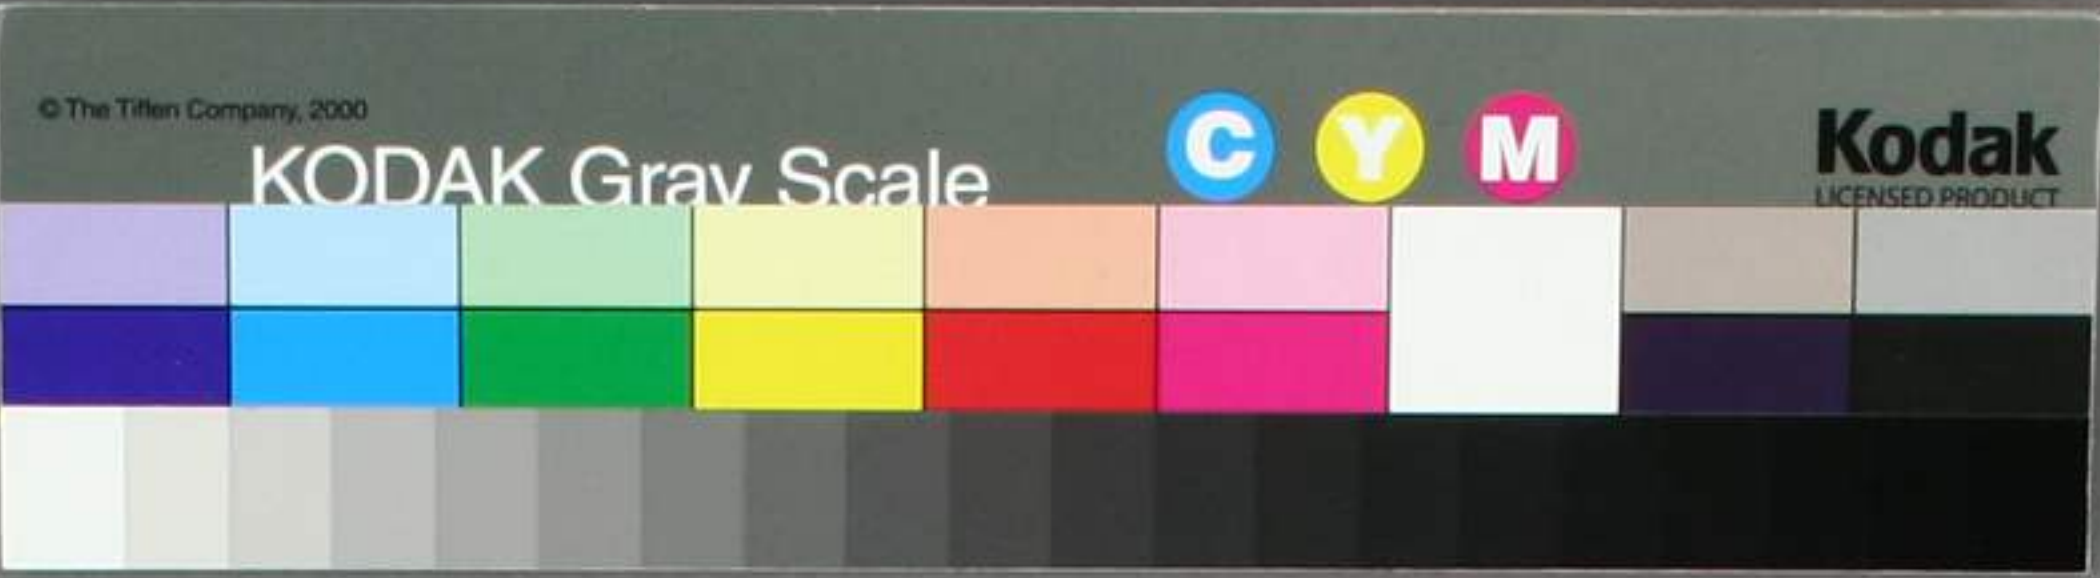 © The Tiffen Company, 2000
KODAK Gray Scale
C Y M
Kodak
LICENSED PRODUCT